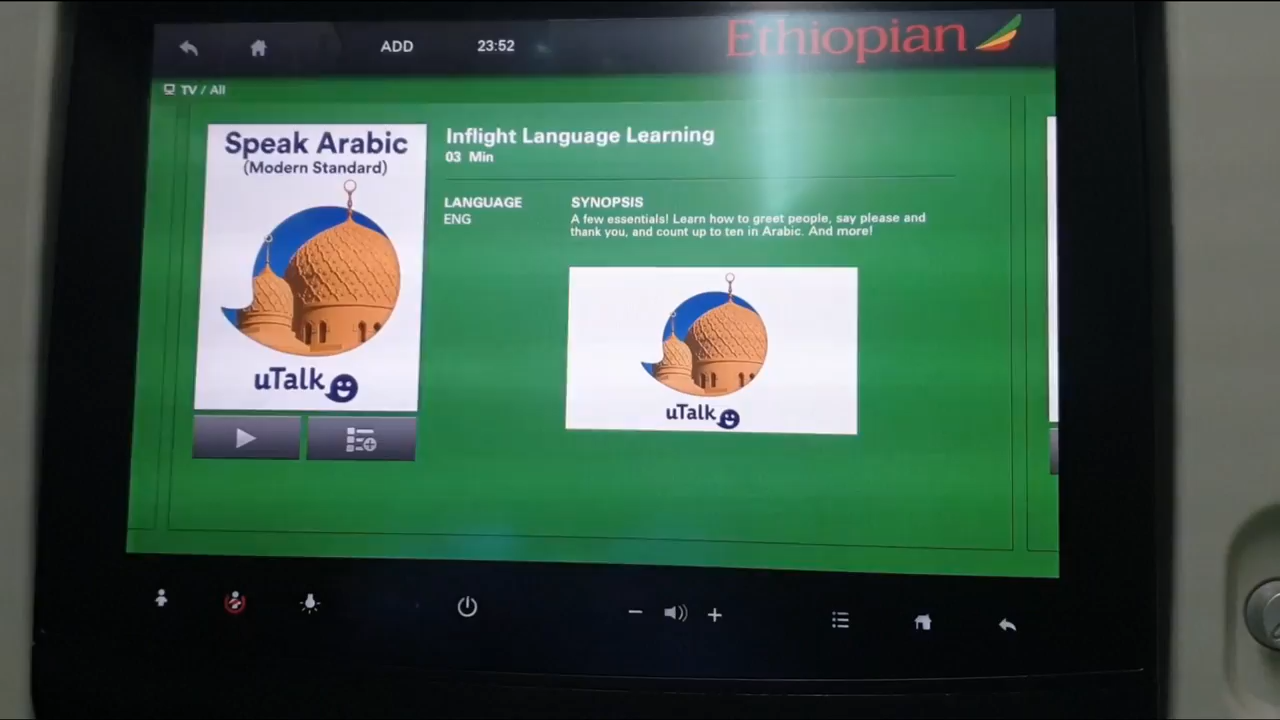 ADD
23:52
Ethiopian
TV / All
Speak Arabic
(Modern Standard)
uTalk
Inflight Language Learning
03 Min
LANGUAGE
ENG
SYNOPSIS
A few essentials! Learn how to greet people, say please and
thank you, and count up to ten in Arabic. And more!
uTalk